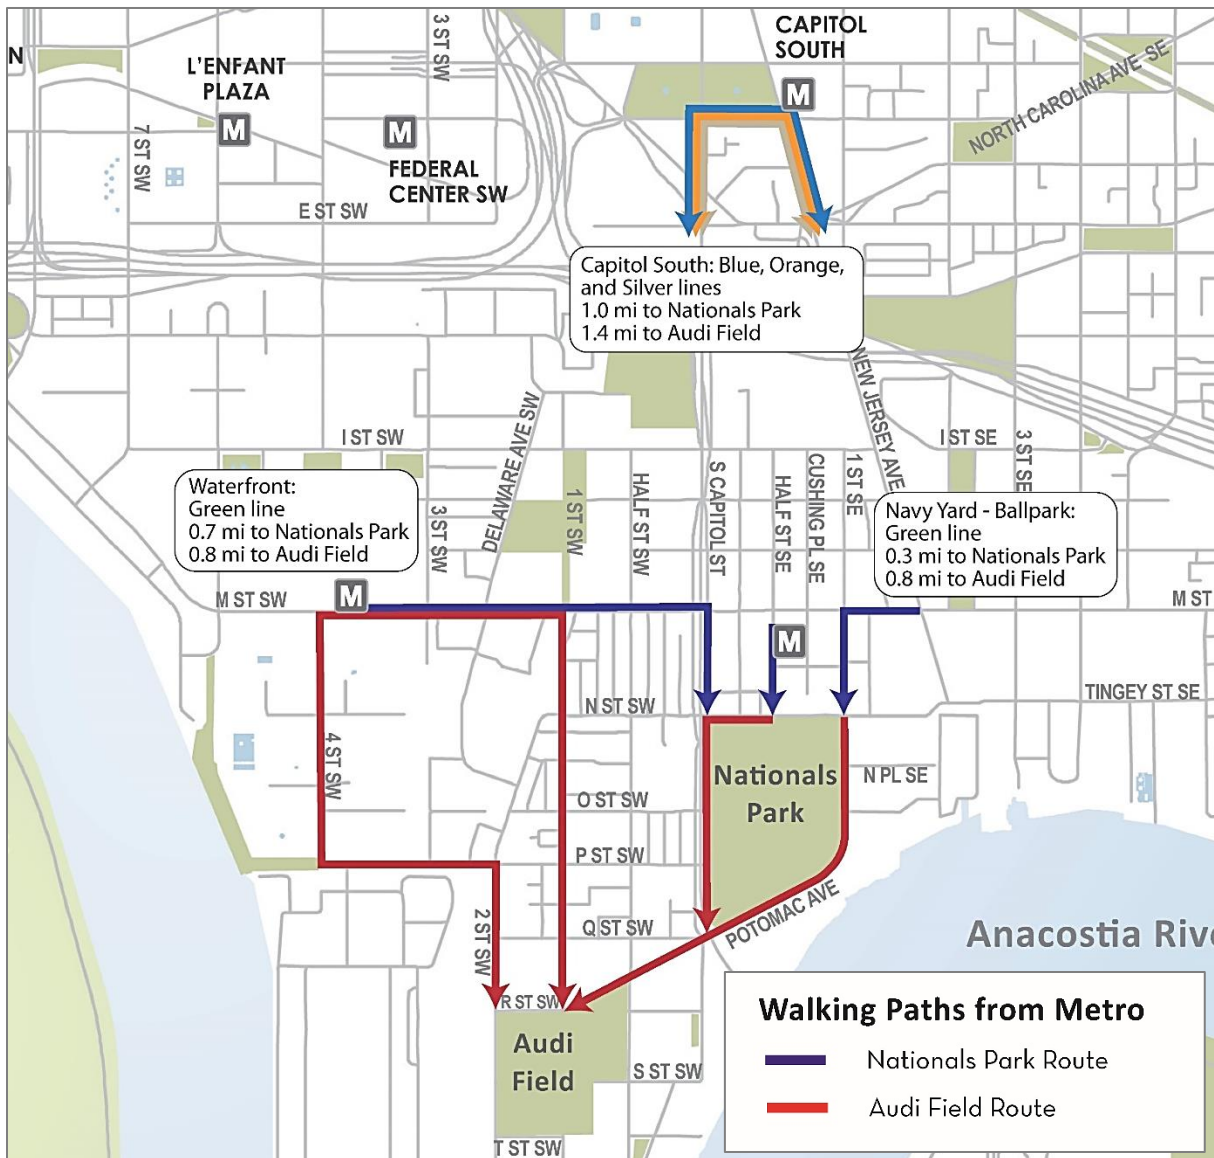 CAPITOL
SOUTH
M
N
L'ENFANT
PLAZA
M
M
FEDERAL
CENTER SW
3 ST SW
7 ST SW
E ST SW
NORTH CAROLINA AVE SE
Capitol South: Blue, Orange,
and Silver lines
1.0 mi to Nationals Park
1.4 mi to Audi Field
NEW JERSEY AVE
DELAWARE AVE SW
I ST SW
I ST SE
3 ST SE
Waterfront:
Green line
0.7 mi to Nationals Park
0.8 mi to Audi Field
3 ST SW
1 ST SW
HALF ST SW
S CAPITOL ST
HALF ST SE
CUSHING PL SE
1 ST SE
Navy Yard - Ballpark:
Green line
0.3 mi to Nationals Park
0.8 mi to Audi Field
M ST SW
M
M ST
M
TINGEY ST SE
N ST SW
4 ST SW
Nationals
Park
N PL SE
O ST SW
P ST SW
2 ST SW
Q ST SW
POTOMAC AVE
Anacostia Rive
R ST SW
Audi
Field
S ST SW
T ST SW
Walking Paths from Metro
Nationals Park Route
Audi Field Route